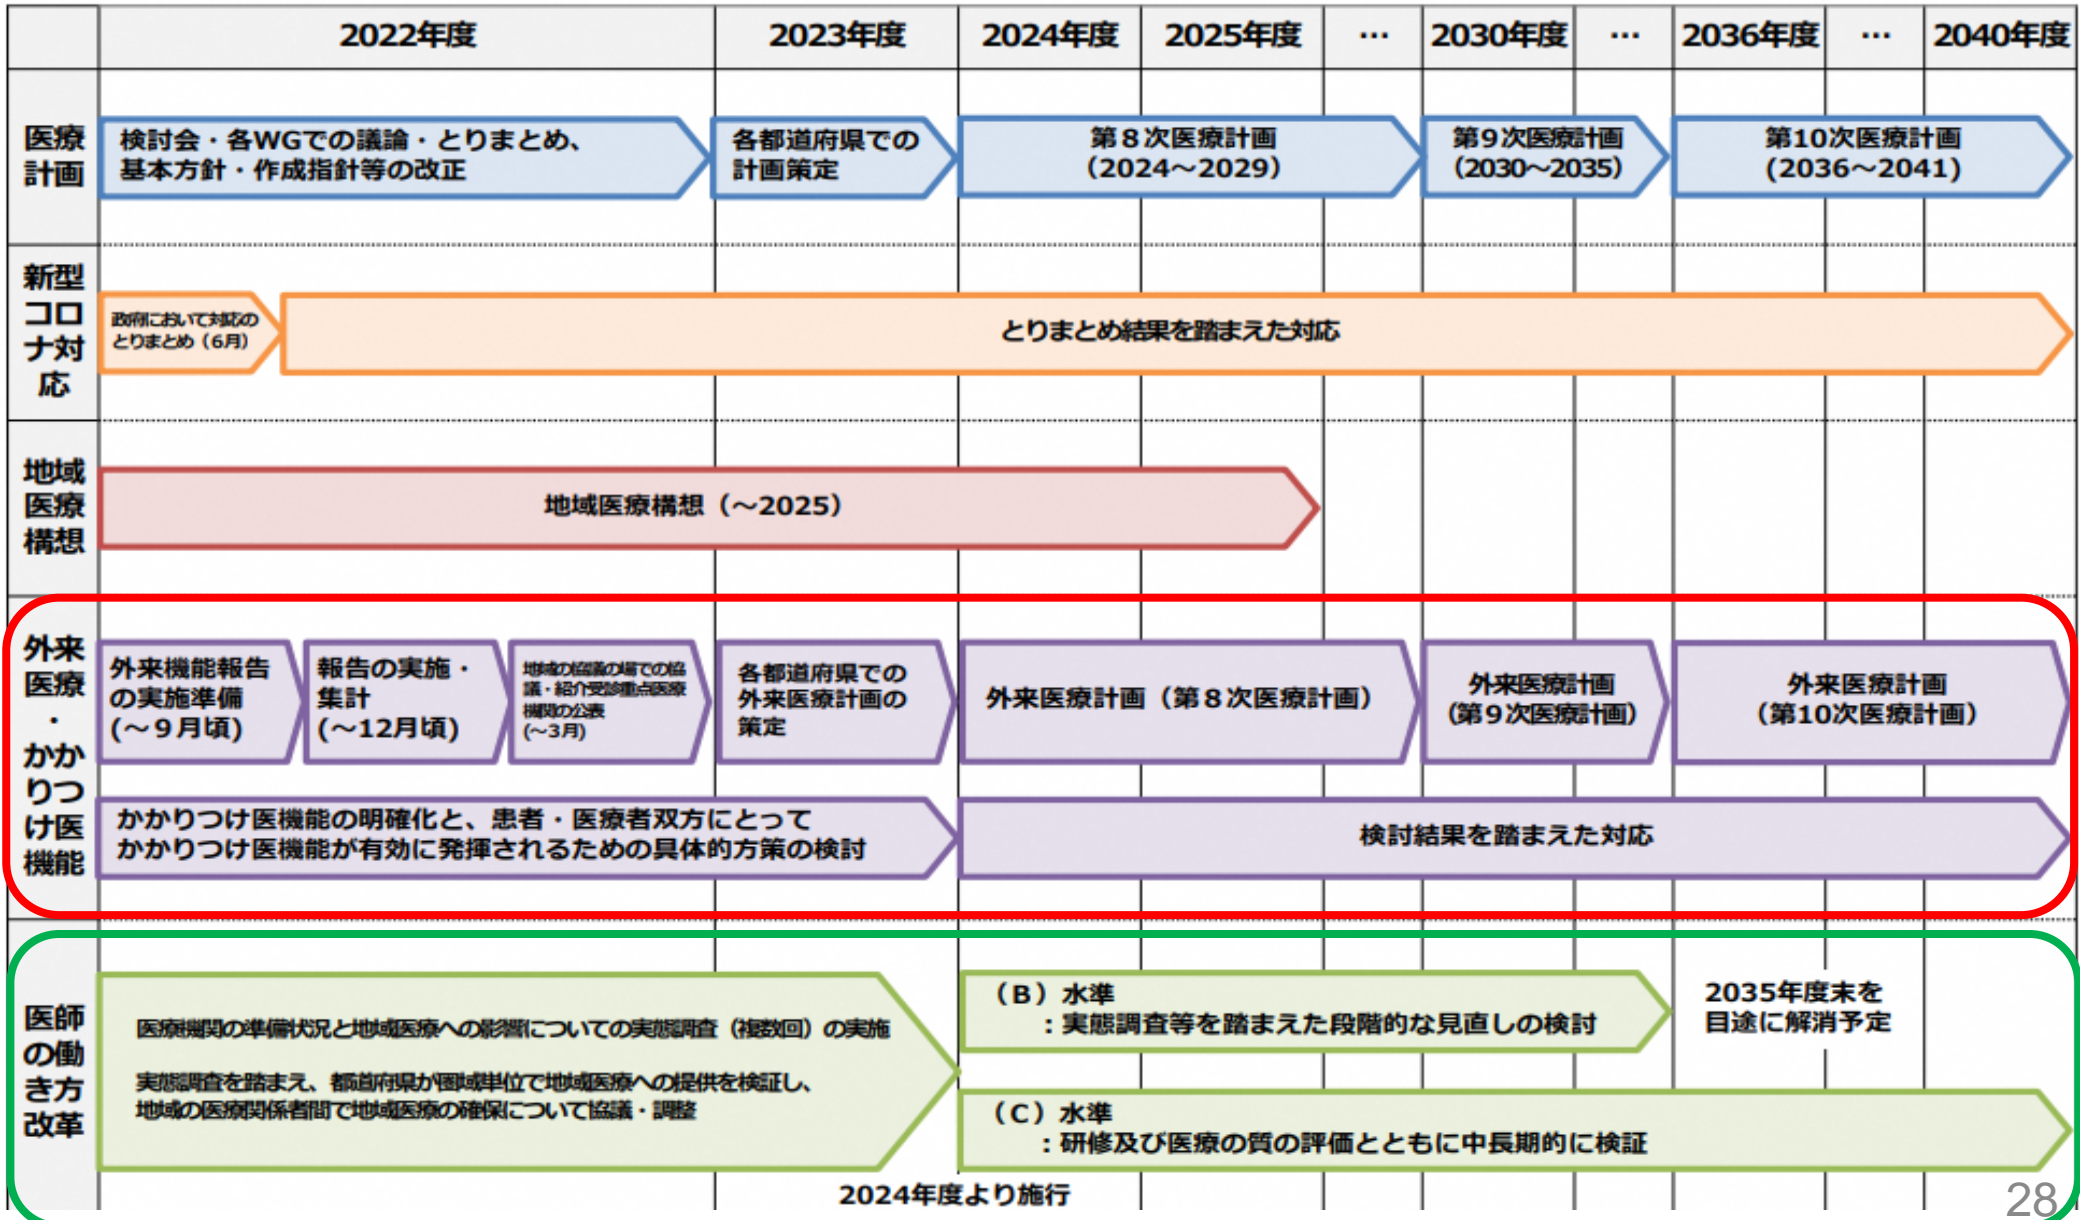 2022年度
2023年度
2024年度
2025年度
…
2030年度
…
2036年度
…
2040年度
医療
計画
検討会・各WGでの議論・とりまとめ、
基本方針・作成指針等の改正
各都道府県での
計画策定
第８次医療計画
（2024～2029）
第９次医療計画
（2030～2035）
第10次医療計画
(2036～2041)
新型
コロ
ナ対
応
政府において対応の
とりまとめ（6月）
とりまとめ結果を踏まえた対応
地域
医療
構想
地域医療構想（～2025）
外来
医療
・
かか
りつ
け医
機能
外来機能報告
の実施準備
(～９月頃)
報告の実施・
集計
(～12月頃)
地域の協議の場での協
議・紹介受診重点医療
機関の公表
(～3月)
各都道府県での
外来医療計画の
策定
外来医療計画（第８次医療計画）
外来医療計画
（第９次医療計画）
外来医療計画
（第10次医療計画）
かかりつけ医機能の明確化と、患者・医療者双方にとって
かかりつけ医機能が有効に発揮されるための具体的方策の検討
検討結果を踏まえた対応
医師
の働
き方
改革
医療機関の準備状況と地域医療への影響についての実態調査（複数回）の実施
実態調査を踏まえ、都道府県が圏域単位で地域医療への提供を検証し、
地域の医療関係者間で地域医療の確保について協議・調整
（B）水準
：実態調査等を踏まえた段階的な見直しの検討
2035年度末を
目途に解消予定
（C）水準
：研修及び医療の質の評価とともに中長期的に検証
2024年度より施行
28